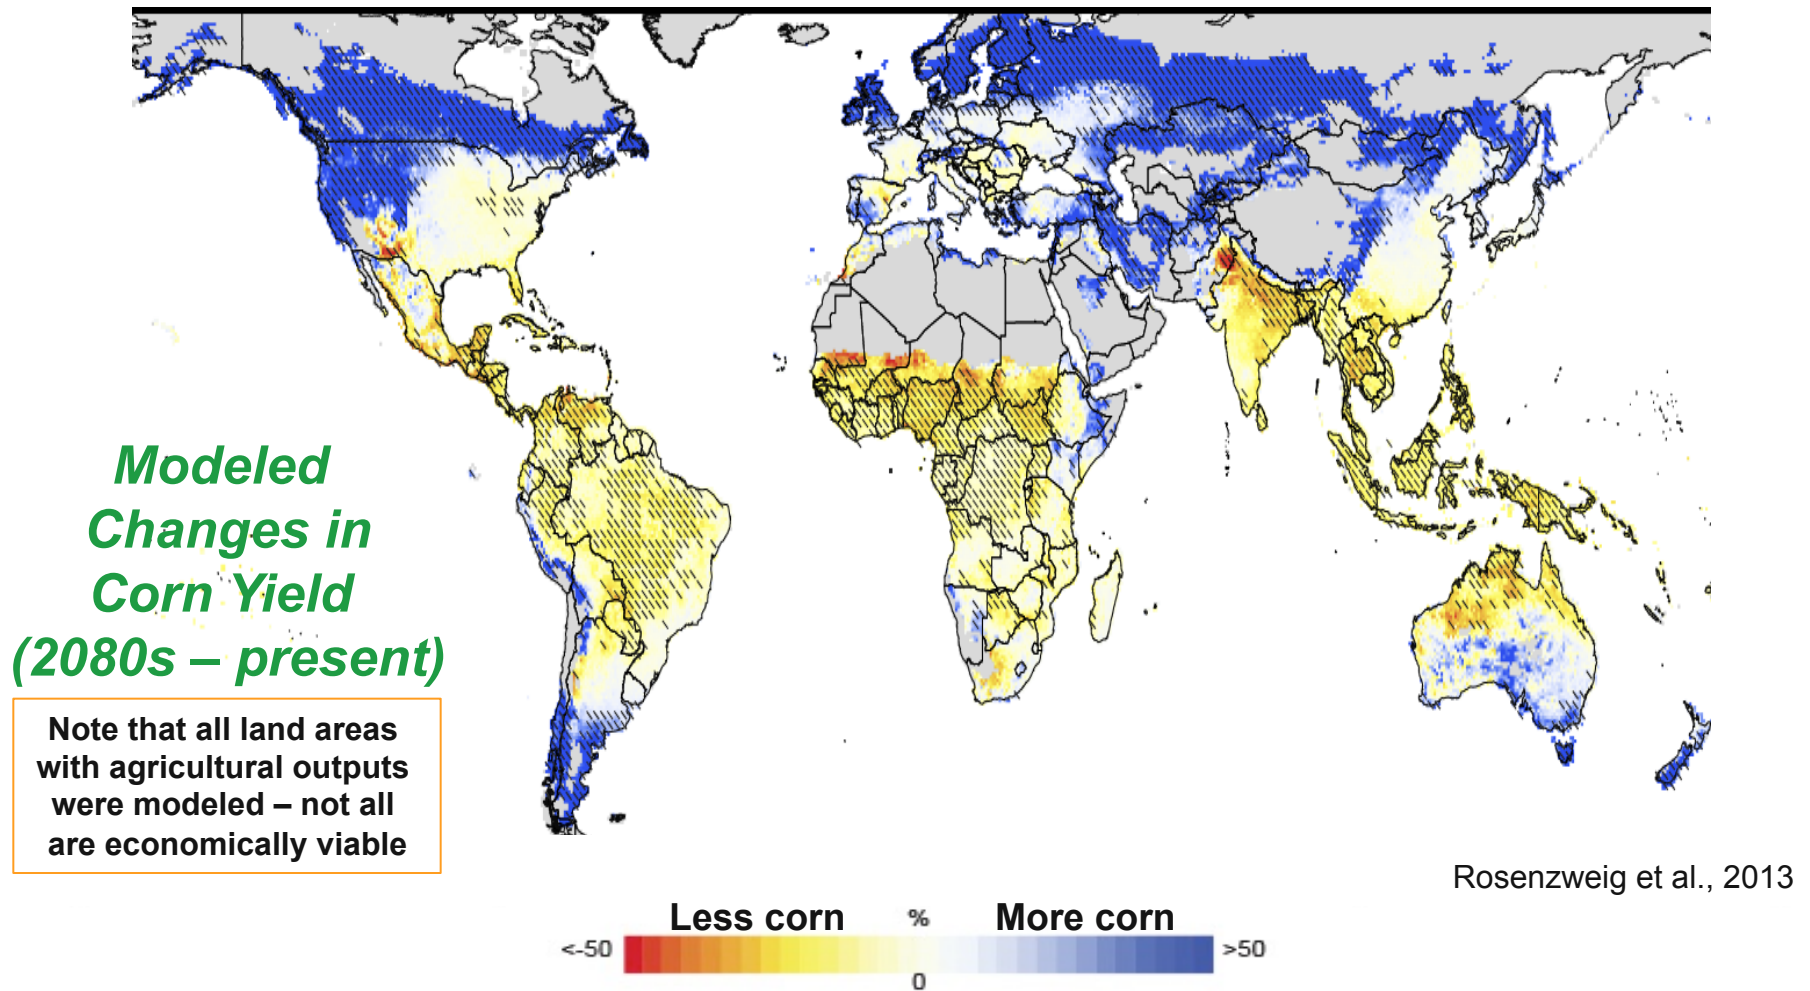 Modeled
Changes in
Corn Yield
(2080s – present)
Note that all land areas
with agricultural outputs
were modeled – not all
are economically viable
Rosenzweig et al., 2013
Less corn % More corn
<-50 >50
0